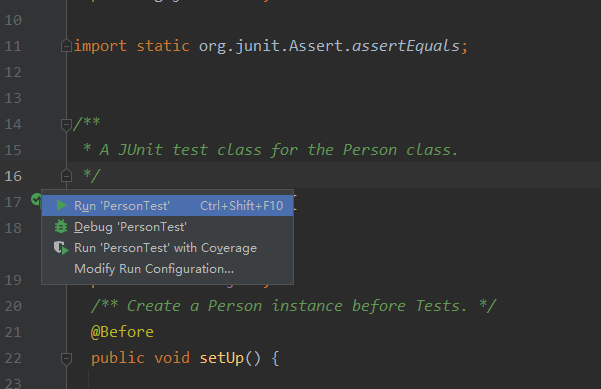 10
11 import static org.junit.Assert.assertEquals;
12
13
14 /**
15 * A JUnit test class for the Person class.
16 */
17
Run 'PersonTest' Ctrl+Shift+F10
18
Debug 'PersonTest'
Run 'PersonTest' with Coverage
Modify Run Configuration...
19
20 /** Create a Person instance before Tests. */
21 @Before
22 public void setUp() {
23